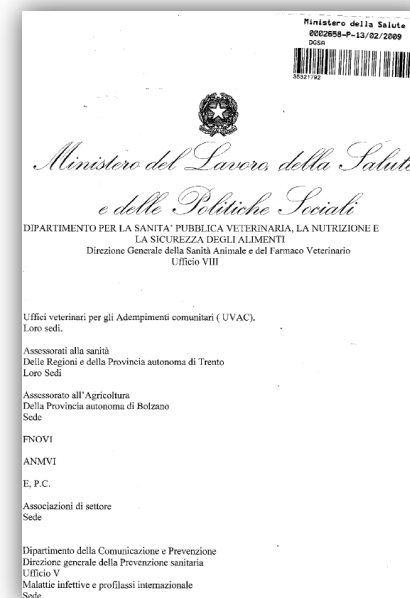 Ministero della Salute
0002658-P-13/02/2009
DGSA
Ministero del Lavoro, della Salute
e delle Politiche Sociali
DIPARTIMENTO PER LA SANITA' PUBBLICA VETERINARIA, LA NUTRIZIONE E
LA SICUREZZA DEGLI ALIMENTI
Direzione Generale della Sanità Animale e del Farmaco Veterinario
Ufficio VIII
Uffici veterinari per gli Adempimenti comunitari ( UVAC).
Loro sedi.
Assessorati alla sanità
Delle Regioni e della Provincia autonoma di Trento
Loro Sedi
Assessorato all'Agricoltura
Della Provincia autonoma di Bolzano
Sede
FNOVI
ANMVI
E, P.C.
Associazioni di settore
Sede
Dipartimento della Comunicazione e Prevenzione
Direzione generale della Prevenzione sanitaria
Ufficio V
Malattie infettive e profilassi internazionale
Sede